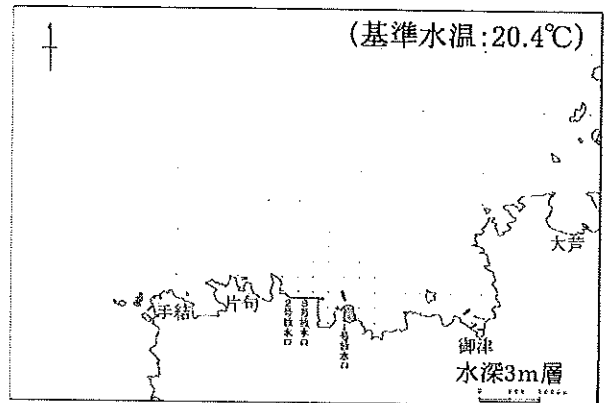 (基準水温:20.4℃)
大芦
手結
片句
2号放水口
3号放水口
1号放水口
御津
水深3m層